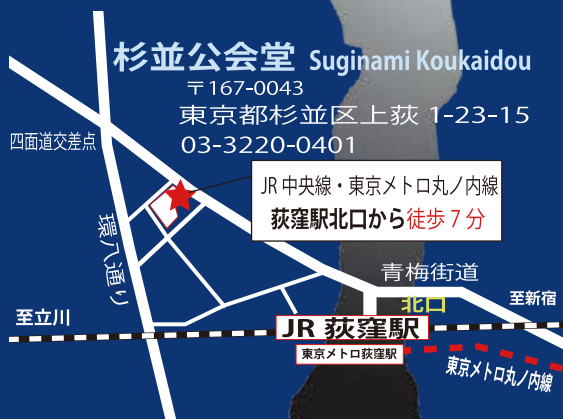 杉並公会堂 Suginami Koukaidou
〒167-0043
東京都杉並区上荻 1-23-15
03-3220-0401
四面道交差点
JR中央線・東京メトロ丸ノ内線
荻窪駅北口から徒歩7分
環八通り
青梅街道
北口
至新宿
至立川
JR 荻窪駅
東京メトロ荻窪駅
東京メトロ丸ノ内線